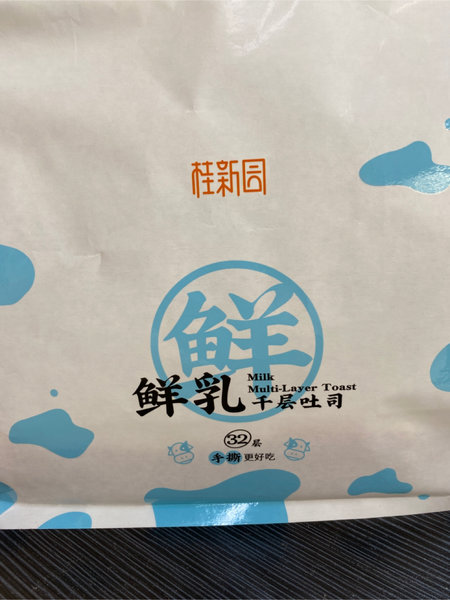 桂新园
鲜
鲜乳
Milk
Multi-Layer Toast
千层吐司
32层
手撕更好吃